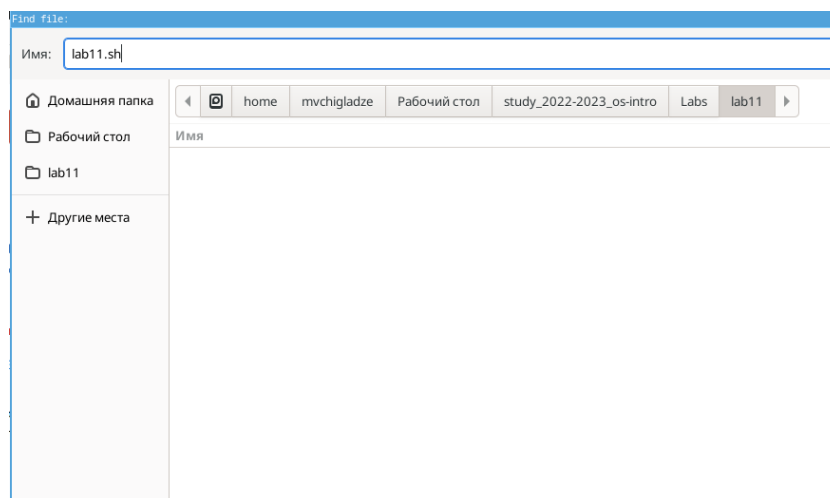 Find file:
Имя: lab11.sh
Домашняя папка
Рабочий стол
lab11
Другие места
home mvchigladze Рабочий стол study_2022-2023_os-intro Labs lab11
Имя